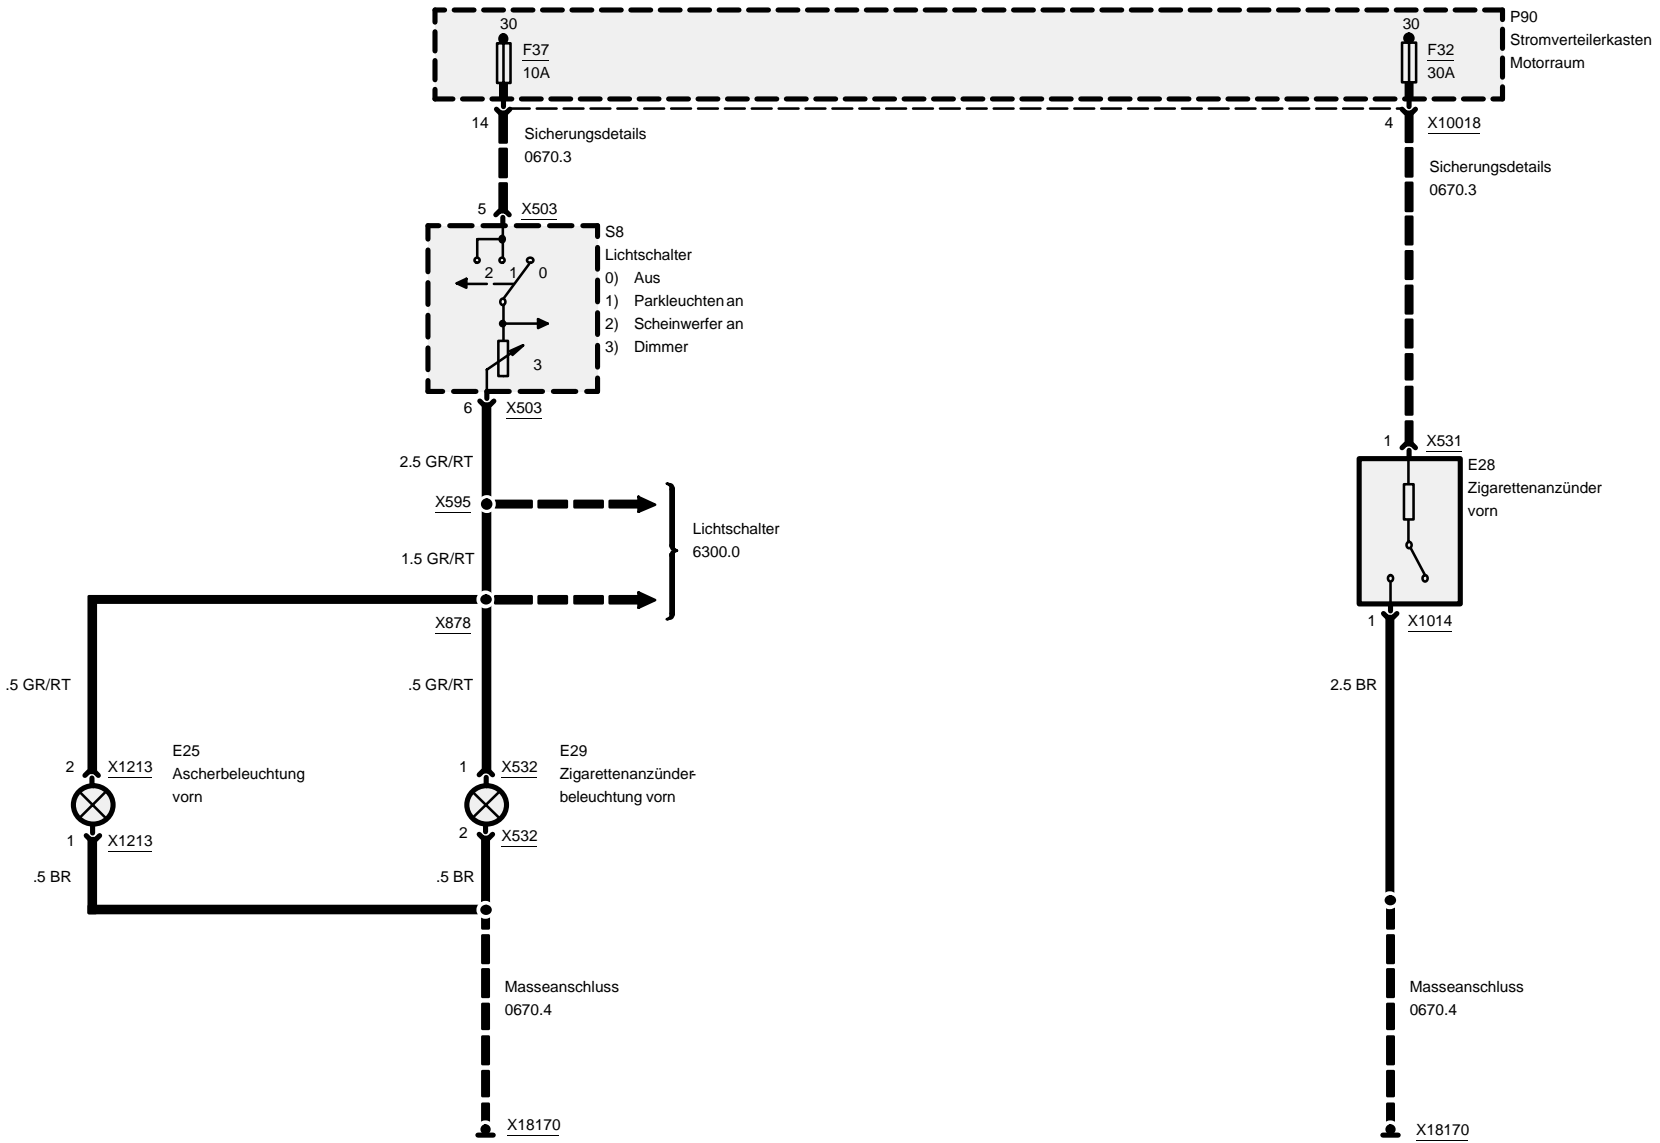 30
F37
10A
30
F32
30A
P90
Stromverteilerkasten
Motorraum
14
4
X10018
Sicherungsdetails
0670.3
Sicherungsdetails
0670.3
5
X503
S8
Lichtschalter
0) Aus
1) Parkleuchten an
2) Scheinwerfer an
3) Dimmer
2 1 0
3
6
X503
2.5 GR/RT
X595
1.5 GR/RT
X878
Lichtschalter
6300.0
1
X531
E28
Zigarettenanzünder
vorn
1
X1014
.5 GR/RT
.5 GR/RT
2.5 BR
2
X1213
E25
Ascherbeleuchtung
vorn
1
X1213
1
X532
E29
Zigarettenanzünder-
beleuchtung vorn
2
X532
.5 BR
.5 BR
Masseanschluss
0670.4
Masseanschluss
0670.4
X18170
X18170